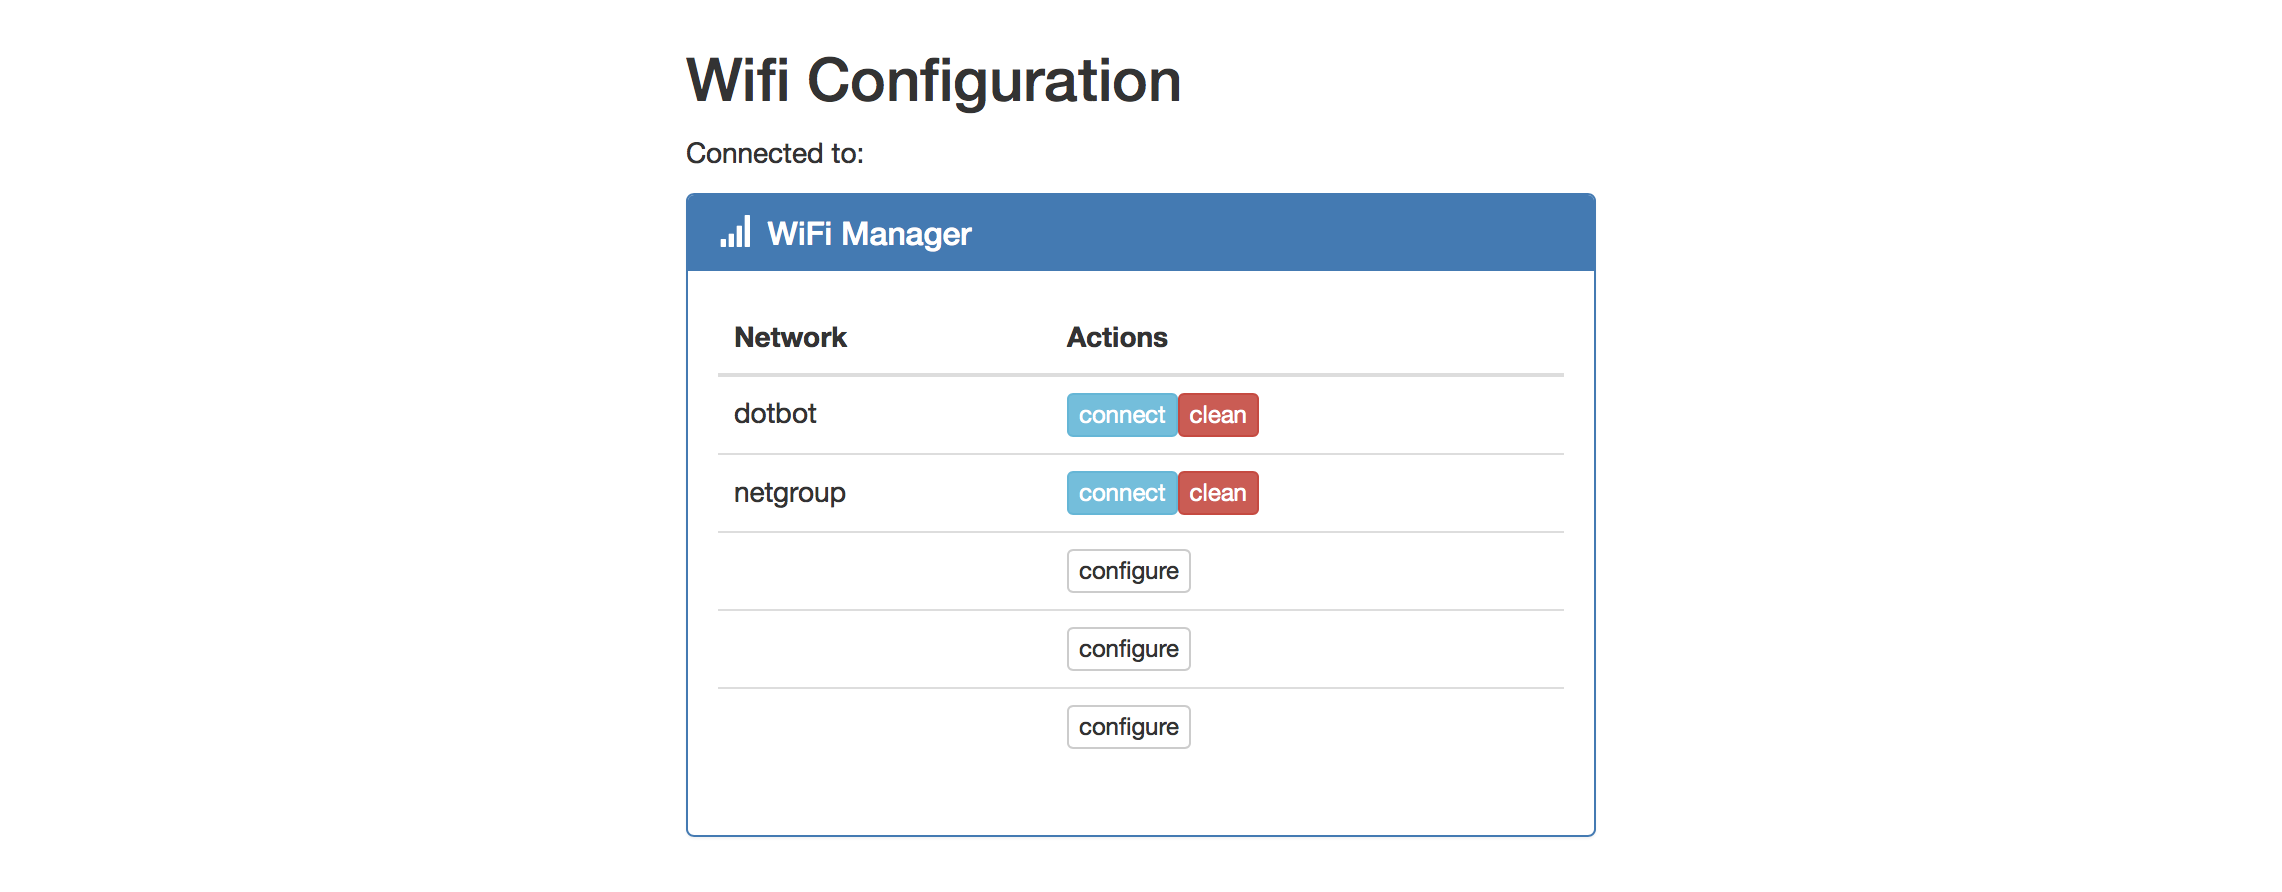 Wifi Configuration
Connected to:
WiFi Manager
Network Actions
dotbot connect clean
netgroup connect clean
configure
configure
configure